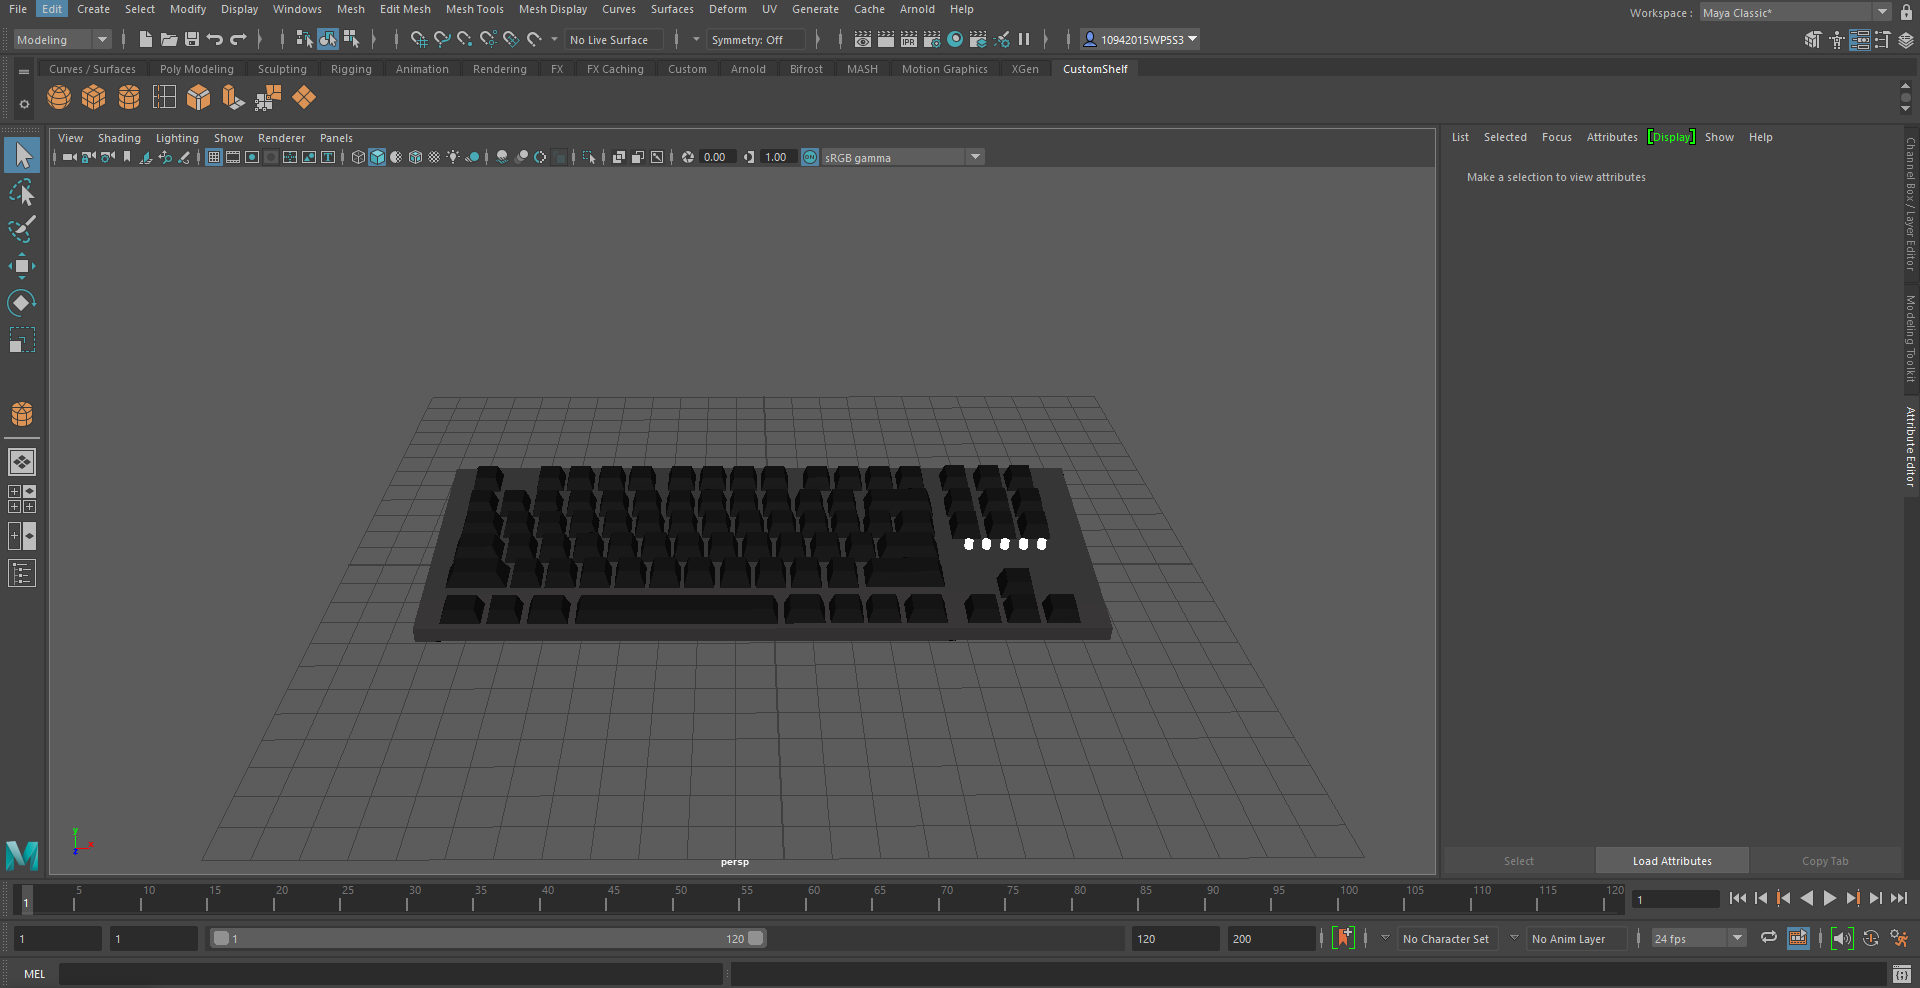 File Edit Create Select Modify Display Windows Mesh Edit Mesh Mesh Tools Mesh Display Curves Surfaces Deform UV Generate Cache Arnold Help
Workspace : Maya Classic*
Modeling No Live Surface Symmetry: Off 10942015WP5S3
Curves / Surfaces Poly Modeling Sculpting Rigging Animation Rendering FX FX Caching Custom Arnold Bifrost MASH Motion Graphics XGen CustomShelf
View Shading Lighting Show Renderer Panels
0.00 1.00 ON sRGB gamma
List Selected Focus Attributes Display Show Help
Make a selection to view attributes
Channel Box / Layer Editor
Modeling Toolkit
Attribute Editor
IPR
y
x
z
persp
Select Load Attributes Copy Tab
1 5 10 15 20 25 30 35 40 45 50 55 60 65 70 75 80 85 90 95 100 105 110 115 120 1
1 1 1 120 120 200 No Character Set No Anim Layer 24 fps
MEL